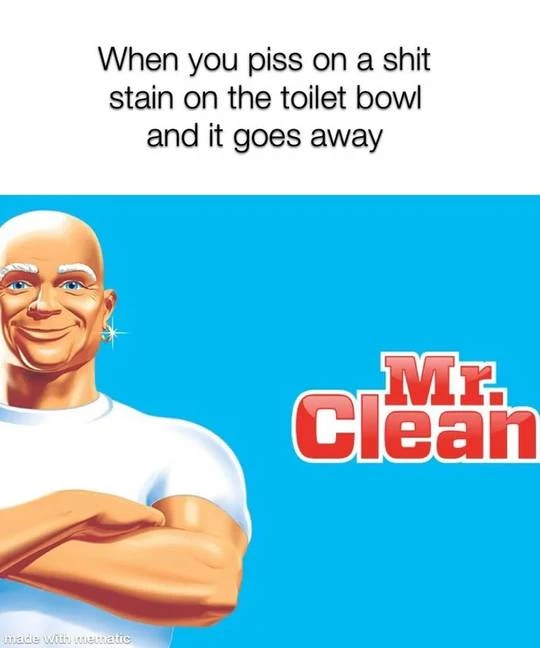 When you piss on a shit
stain on the toilet bowl
and it goes away
Mr.
Clean
made with mematic